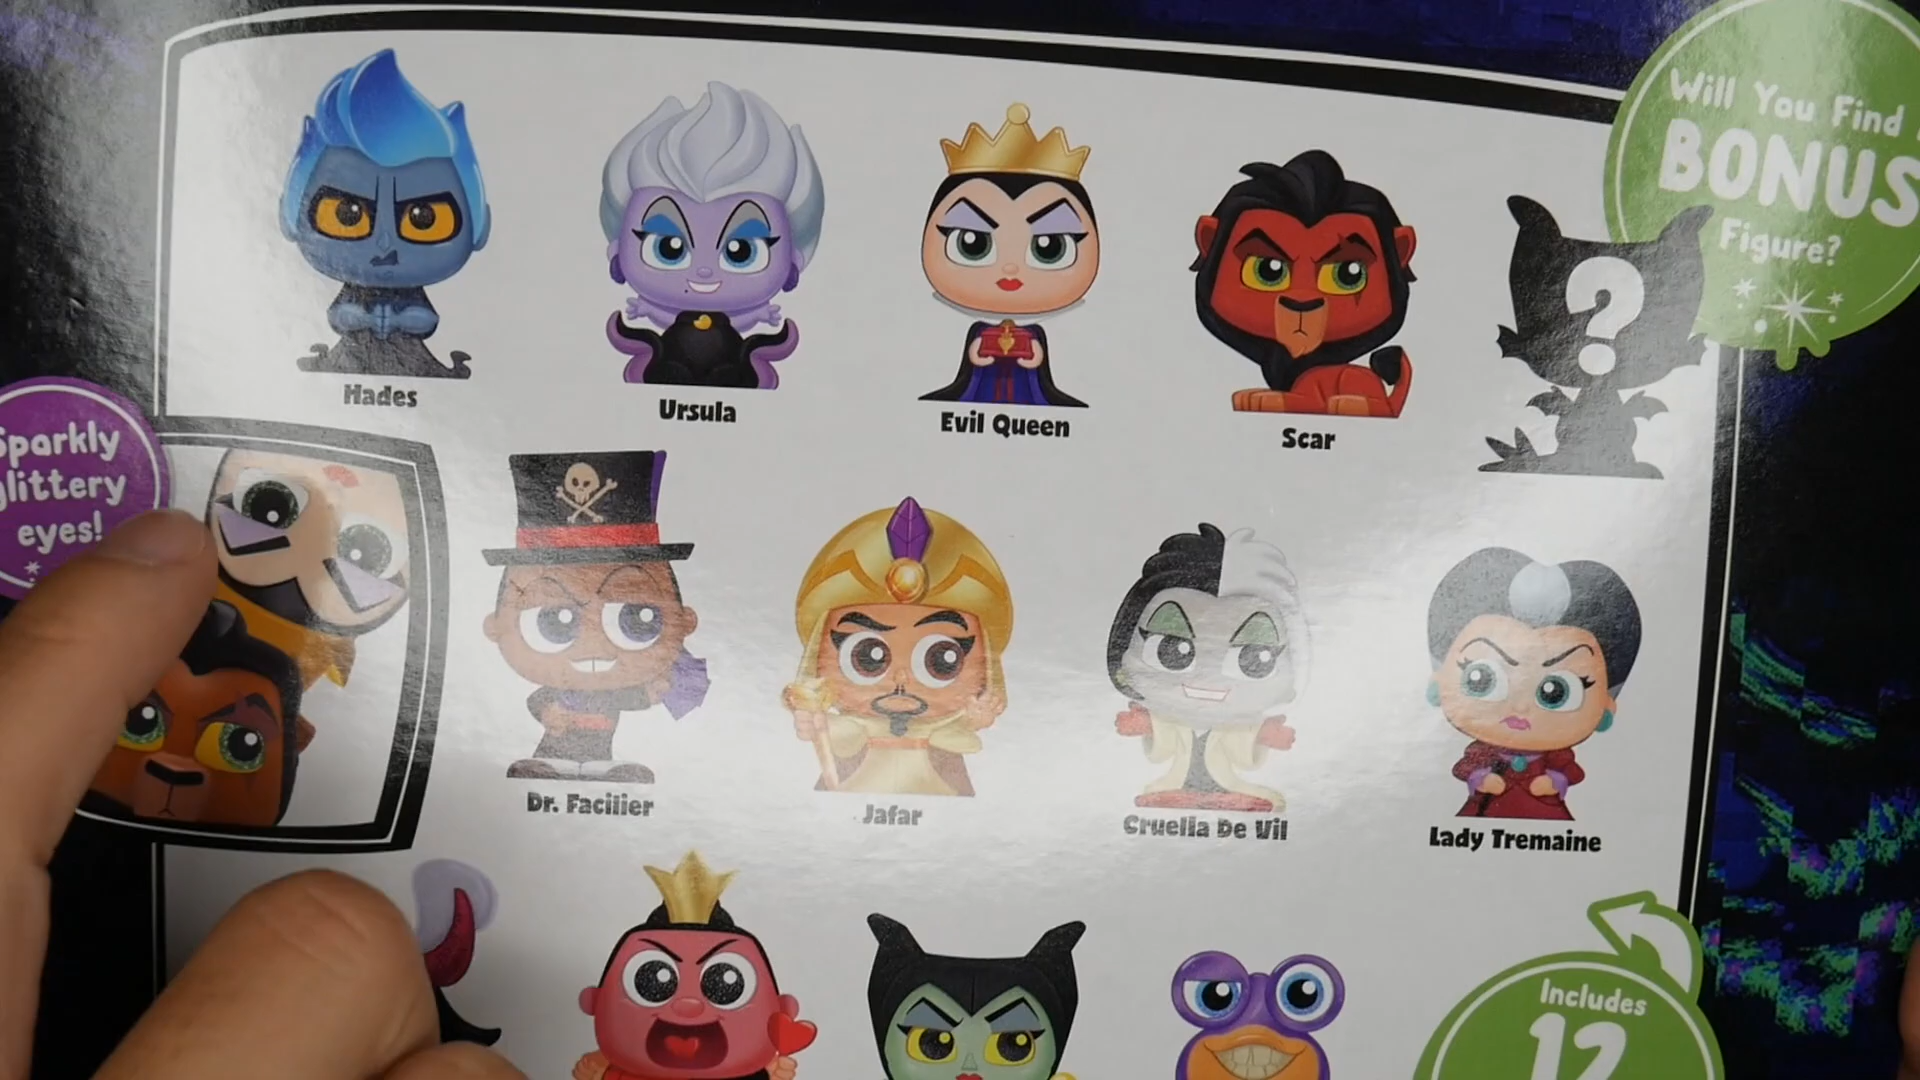 Will You Find
BONUS
Figure?
Hades
Ursula
Evil Queen
Scar
?
Sparkly
glittery
eyes!
Dr. Facilier
Jafar
Cruella De Vil
Lady Tremaine
Includes
12